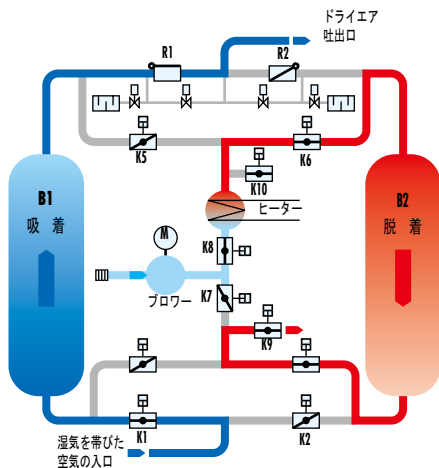 ドライエア
吐出口
R1
R2
K5
K6
K10
B1
吸 着
B2
脱 着
ヒーター
M
K8
ブロワー
K7
K9
K1
K2
湿気を帯びた
空気の入口